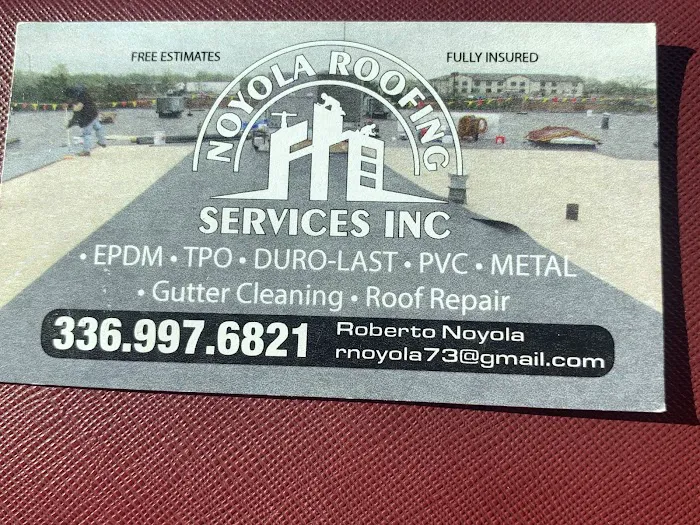 FREE ESTIMATES
FULLY INSURED
NOYOLA ROOFING
SERVICES INC
• EPDM • TPO • DURO-LAST • PVC • METAL
• Gutter Cleaning • Roof Repair
336.997.6821
Roberto Noyola
rnoyola73@gmail.com